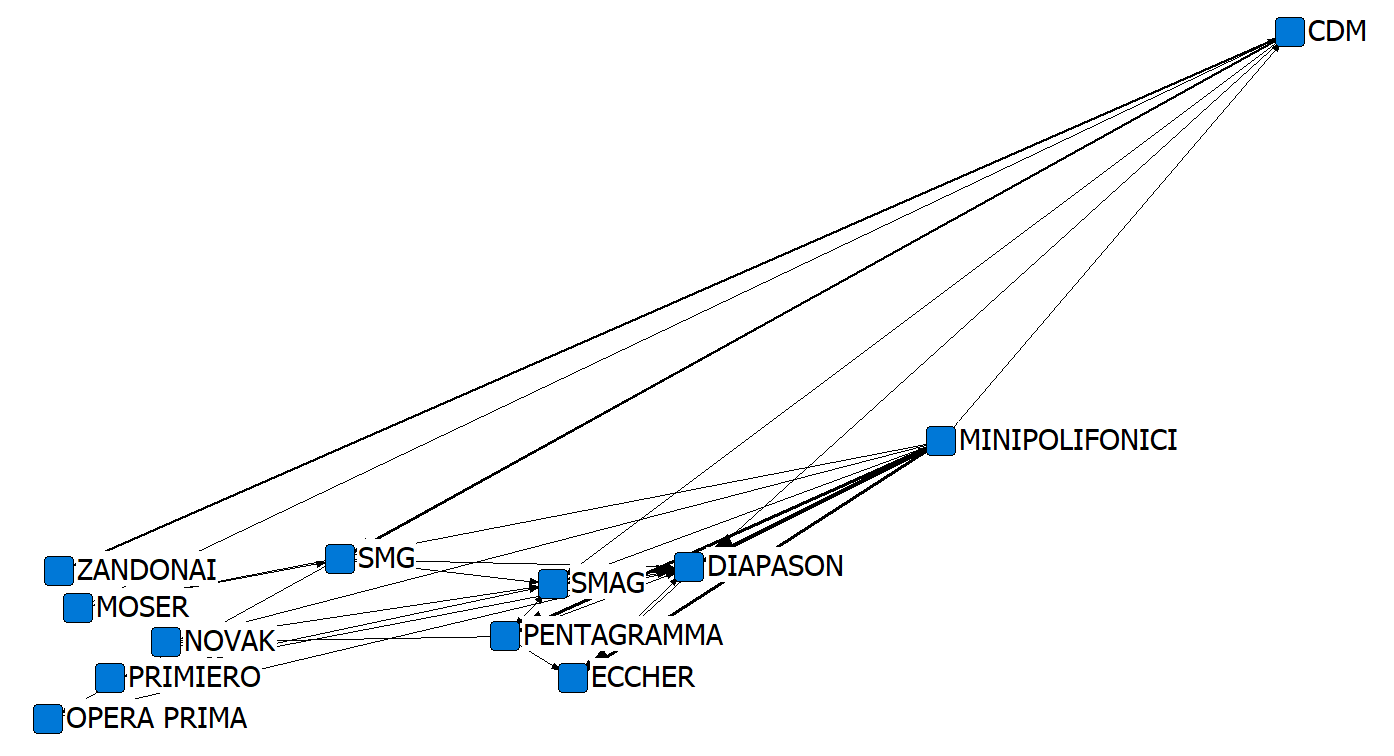 CDM
MINIPOLIFONICI
SMG
DIAPASON
ZANDONAI
SMAG
MOSER
PENTAGRAMMA
NOVAK
PRIMIERO
ECCHER
OPERA PRIMA